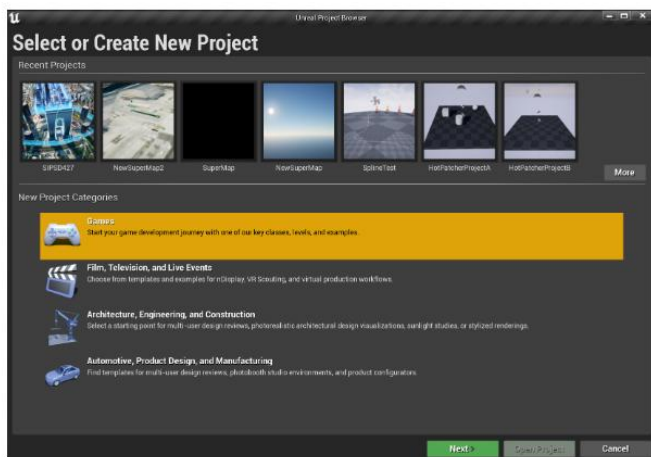 Unreal Project Browser
Select or Create New Project
Recent Projects
SIPSD427
NewSuperMap2
SuperMap
NewSuperMap
SplineTest
HotPatcherProjectA
HotPatcherProjectB
More
New Project Categories
Games
Start your game development journey with one of our key classes, levels, and examples.
Film, Television, and Live Events
Choose from templates and examples for nDisplay, VR Scouting, and virtual production workflows.
Architecture, Engineering, and Construction
Select a starting point for multi-user design reviews, photorealistic architectural design visualizations, sunlight studies, or stylized renderings.
Automotive, Product Design, and Manufacturing
Find templates for multi-user design reviews, photobooth studio environments, and product configurators
Next >
Open Project
Cancel